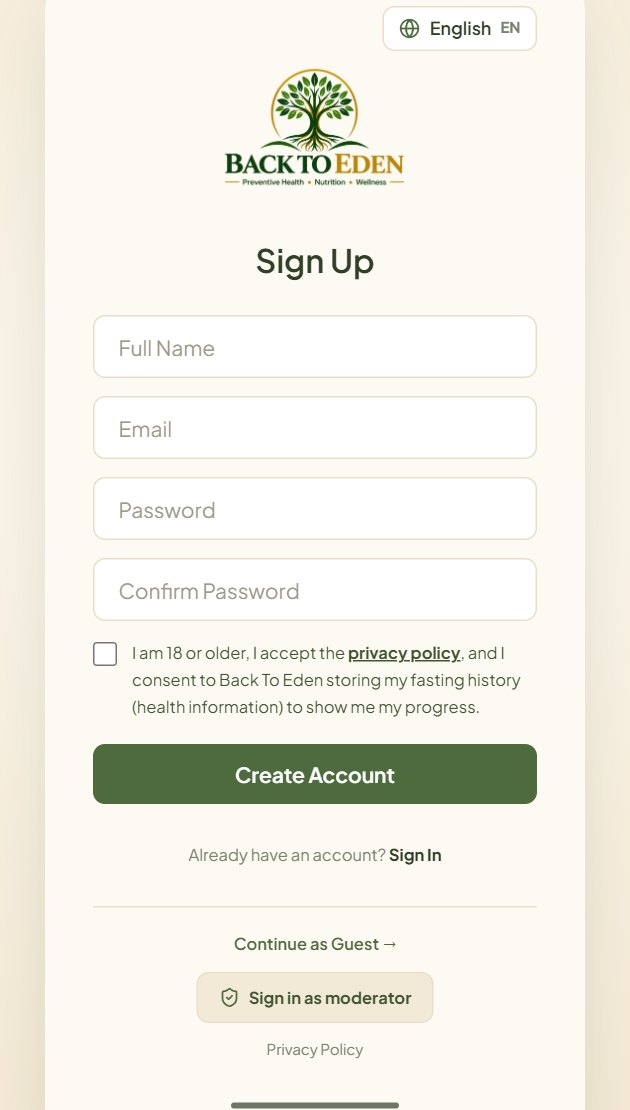 English EN
BACK TO EDEN
Preventive Health • Nutrition • Wellness
Sign Up
Full Name
Email
Password
Confirm Password
I am 18 or older, I accept the privacy policy, and I
consent to Back To Eden storing my fasting history
(health information) to show me my progress.
Create Account
Already have an account? Sign In
Continue as Guest →
Sign in as moderator
Privacy Policy